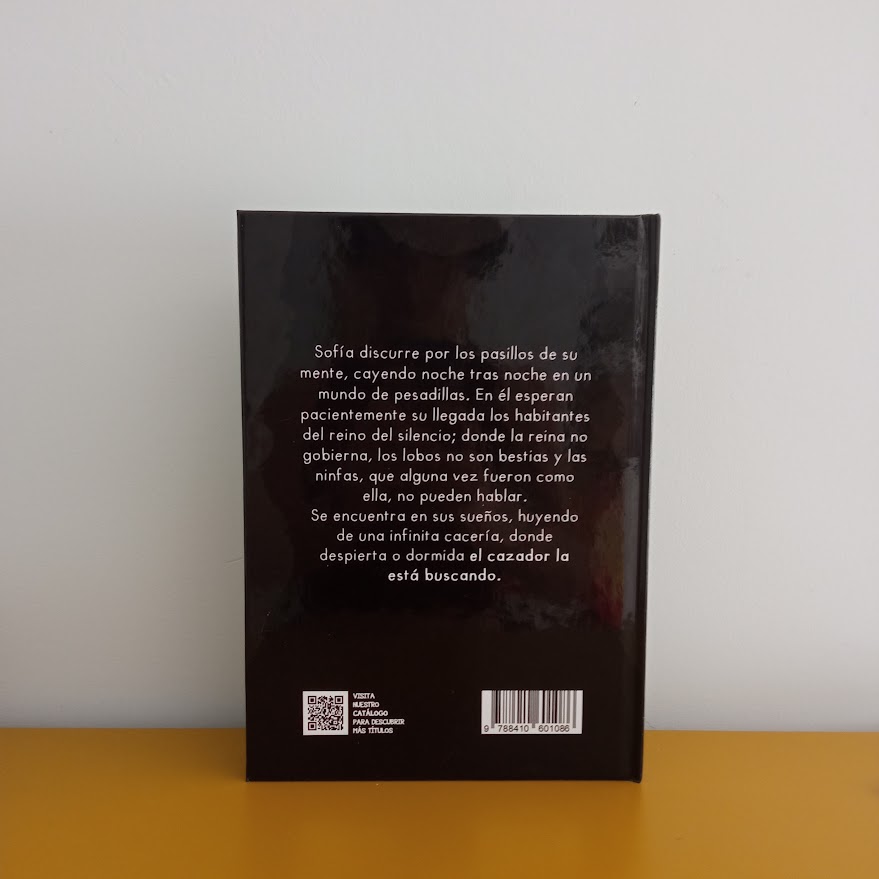 Sofía discurre por los pasillos de su
mente, cayendo noche tras noche en un
mundo de pesadillas. En él esperan
pacientemente su llegada los habitantes
del reino del silencio; donde la reina no
gobierna, los lobos no son bestias y las
ninfas, que alguna vez fueron como
ella, no pueden hablar.
Se encuentra en sus sueños, huyendo
de una infinita cacería, donde
despierta o dormida el cazador la
está buscando.
VISITA
NUESTRO
CATÁLOGO
PARA DESCUBRIR
MÁS TÍTULOS
9 788410 601086